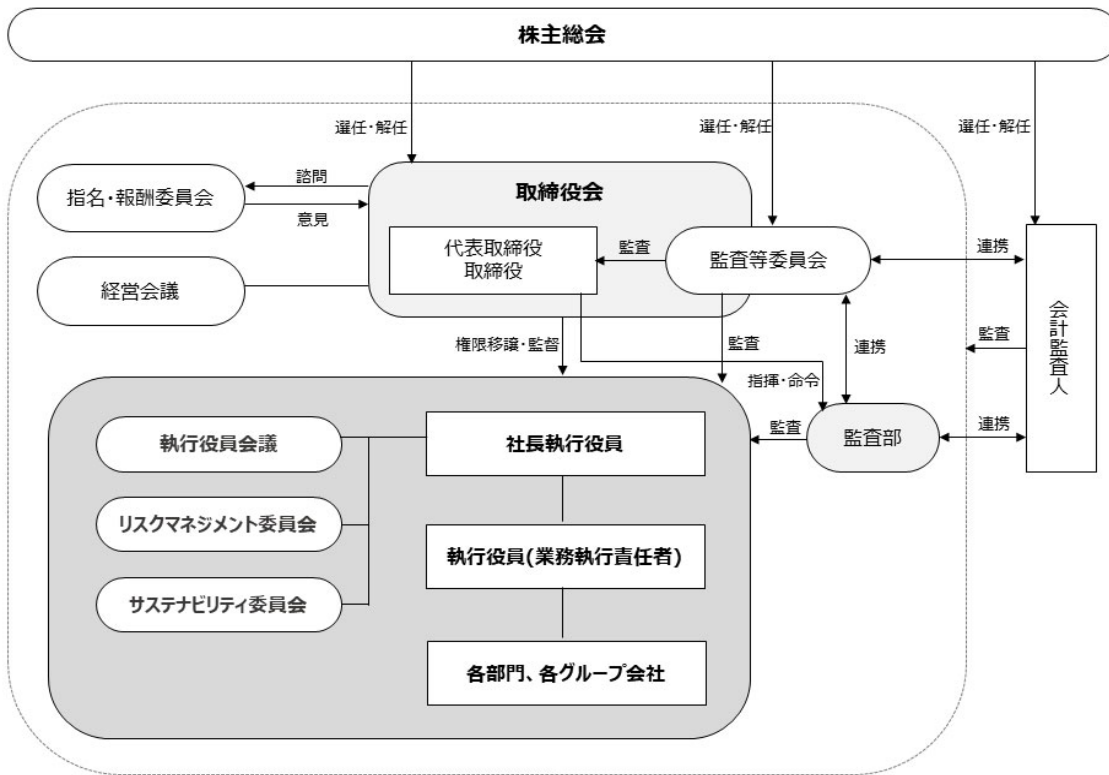 株主総会
選任・解任
選任・解任
選任・解任
指名・報酬委員会
諮問
意見
取締役会
代表取締役
取締役
監査
監査等委員会
連携
経営会議
会計監査人
監査
権限移譲・監督
監査
連携
指揮・命令
執行役員会議
社長執行役員
監査
監査部
連携
リスクマネジメント委員会
執行役員(業務執行責任者)
サステナビリティ委員会
各部門、各グループ会社